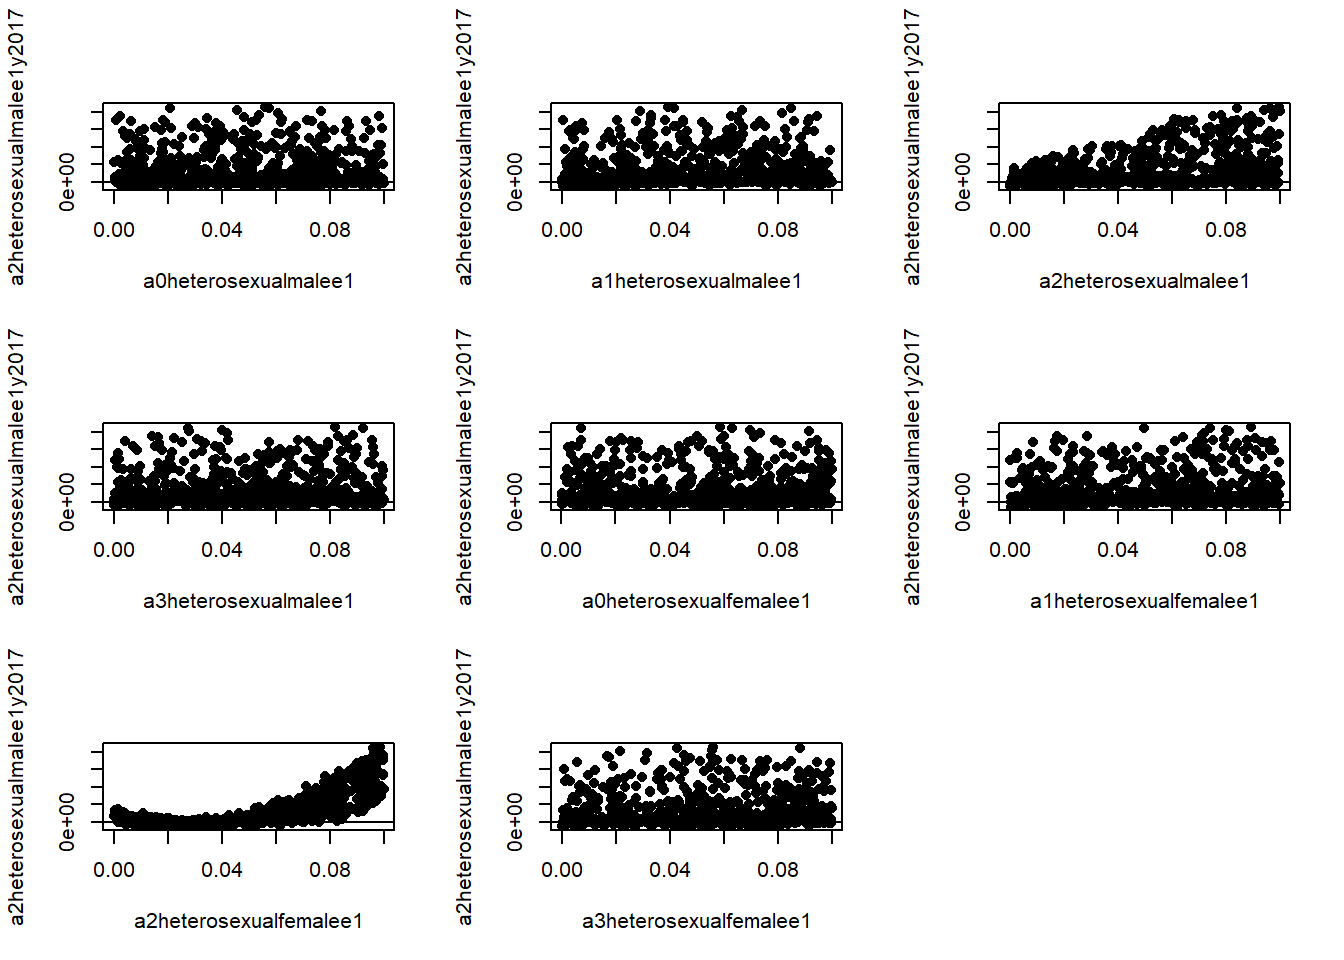 a2heterosexualmalee1y2017
0e+00
0.00 0.04 0.08
a0heterosexualmalee1
a2heterosexualmalee1y2017
0e+00
0.00 0.04 0.08
a1heterosexualmalee1
a2heterosexualmalee1y2017
0e+00
0.00 0.04 0.08
a2heterosexualmalee1
a2heterosexualmalee1y2017
0e+00
0.00 0.04 0.08
a3heterosexualmalee1
a2heterosexualmalee1y2017
0e+00
0.00 0.04 0.08
a0heterosexualfemalee1
a2heterosexualmalee1y2017
0e+00
0.00 0.04 0.08
a1heterosexualfemalee1
a2heterosexualmalee1y2017
0e+00
0.00 0.04 0.08
a2heterosexualfemalee1
a2heterosexualmalee1y2017
0e+00
0.00 0.04 0.08
a3heterosexualfemalee1